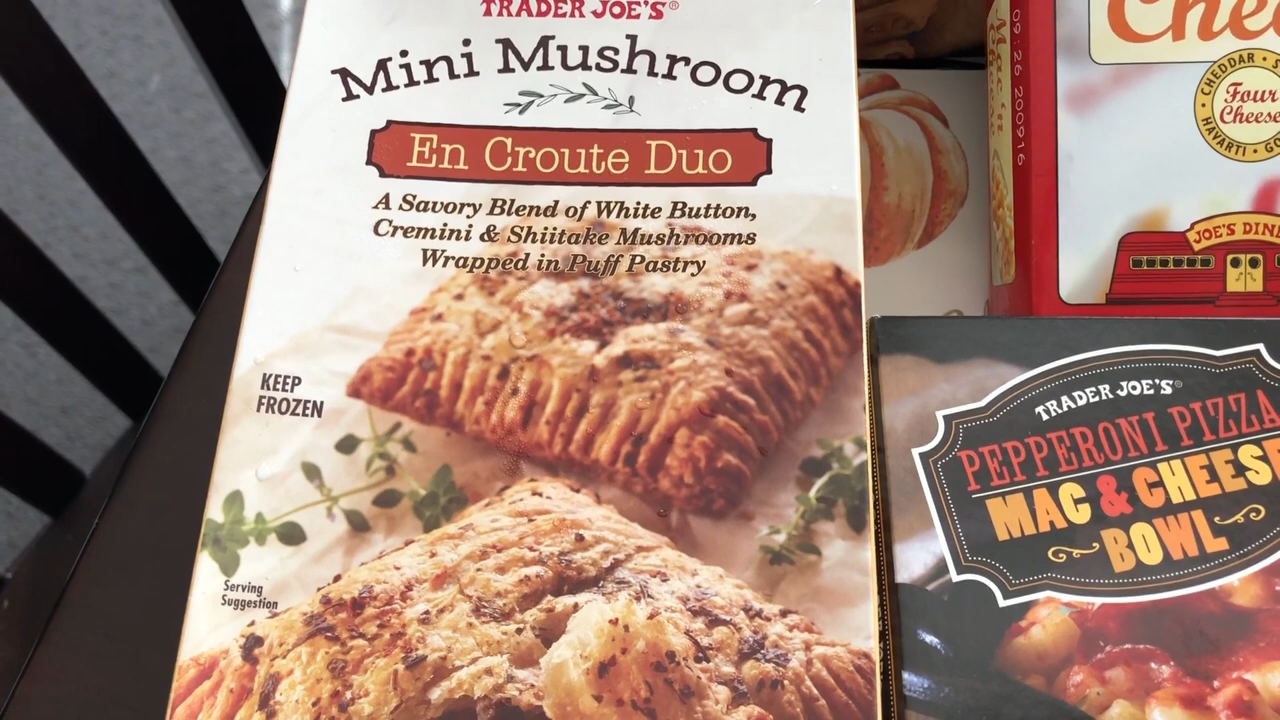 TRADER JOE'S®
Mini Mushroom
En Croute Duo
A Savory Blend of White Button,
Cremini & Shiitake Mushrooms
Wrapped in Puff Pastry
KEEP
FROZEN
Serving
Suggestion
09:26 200916
Four
Cheese
CHEDDAR
HAVARTI
JOE'S
TRADER JOE'S®
PEPPERONI PIZZA
MAC & CHEESE
BOWL